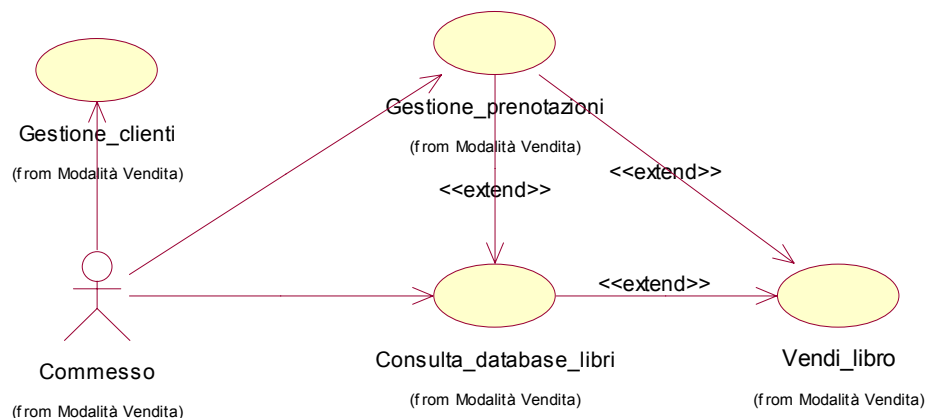 Gestione_clienti
(from Modalità Vendita)
Gestione_prenotazioni
(from Modalità Vendita)
<<extend>>
<<extend>>
<<extend>>
Commesso
(from Modalità Vendita)
Consulta_database_libri
(from Modalità Vendita)
Vendi_libro
(from Modalità Vendita)